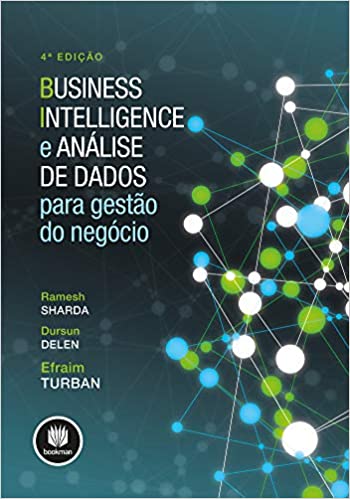 4ª EDIÇÃO
BUSINESS
INTELLIGENCE
e ANÁLISE
DE DADOS
para gestão
do negócio
Ramesh
SHARDA
Dursun
DELEN
Efraim
TURBAN
bookman